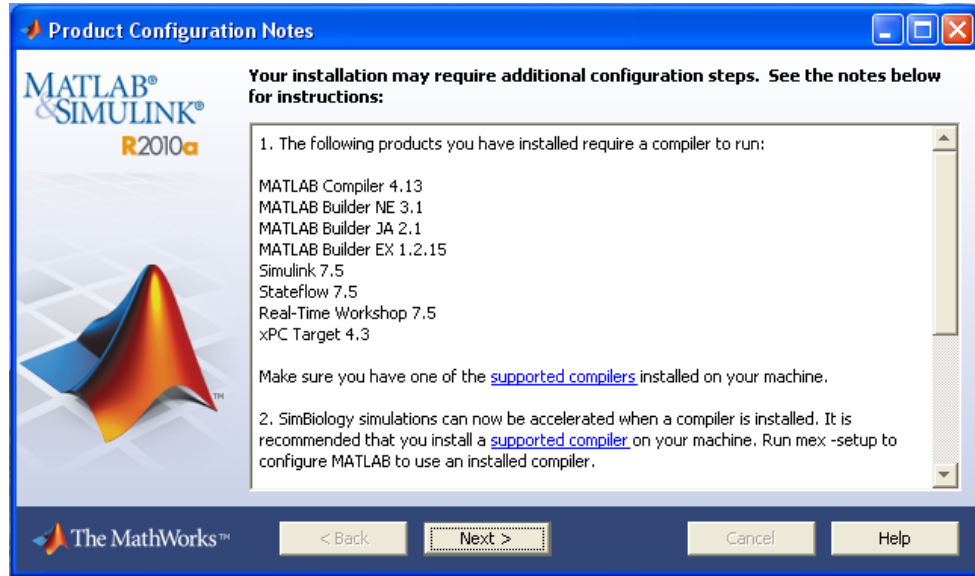 Product Configuration Notes
MATLAB®
&SIMULINK®
R2010a
Your installation may require additional configuration steps. See the notes below
for instructions:
1. The following products you have installed require a compiler to run:
MATLAB Compiler 4.13
MATLAB Builder NE 3.1
MATLAB Builder JA 2.1
MATLAB Builder EX 1.2.15
Simulink 7.5
Stateflow 7.5
Real-Time Workshop 7.5
xPC Target 4.3
Make sure you have one of the supported compilers installed on your machine.
2. SimBiology simulations can now be accelerated when a compiler is installed. It is
recommended that you install a supported compiler on your machine. Run mex -setup to
configure MATLAB to use an installed compiler.
TM
The MathWorks™
< Back
Next >
Cancel
Help